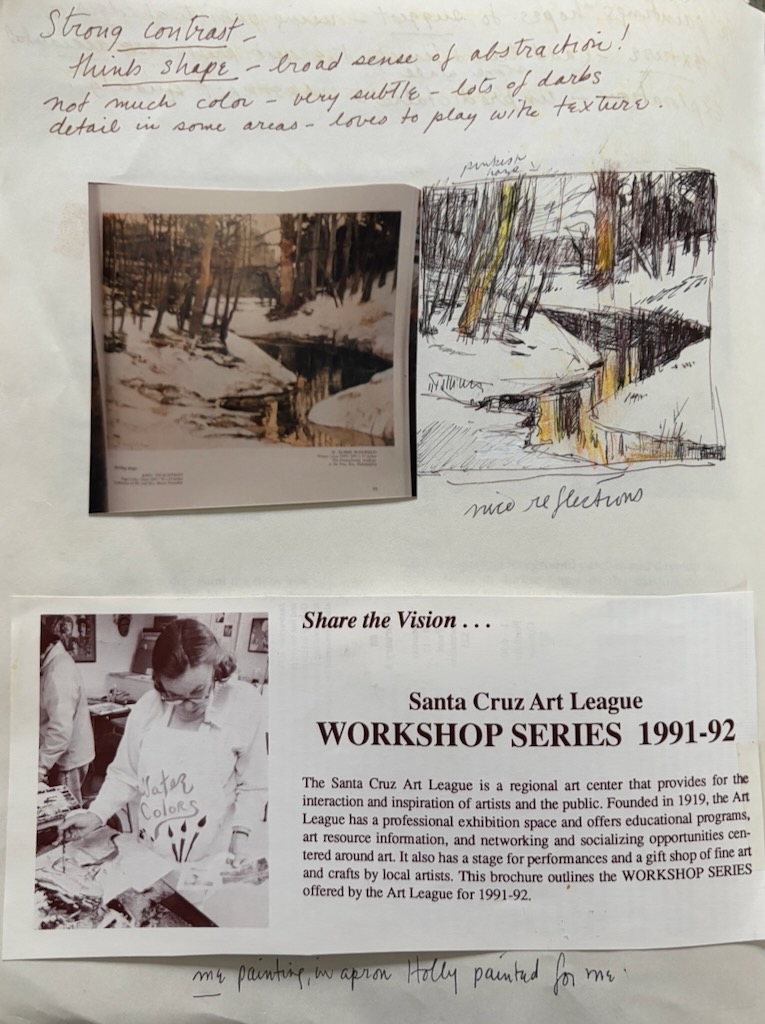 Strong contrast -
think shape - broad sense of abstraction!
not much color - very subtle - lots of darks
detail in some areas - loves to play with texture.
pinkish
nice reflections
Share the Vision . . .
Santa Cruz Art League
WORKSHOP SERIES 1991-92
The Santa Cruz Art League is a regional art center that provides for the
interaction and inspiration of artists and the public. Founded in 1919, the Art
League has a professional exhibition space and offers educational programs,
art resource information, and networking and socializing opportunities cen-
tered around art. It also has a stage for performances and a gift shop of fine art
and crafts by local artists. This brochure outlines the WORKSHOP SERIES
offered by the Art League for 1991-92.
Water
Colors
me painting, in apron Holly painted for me.